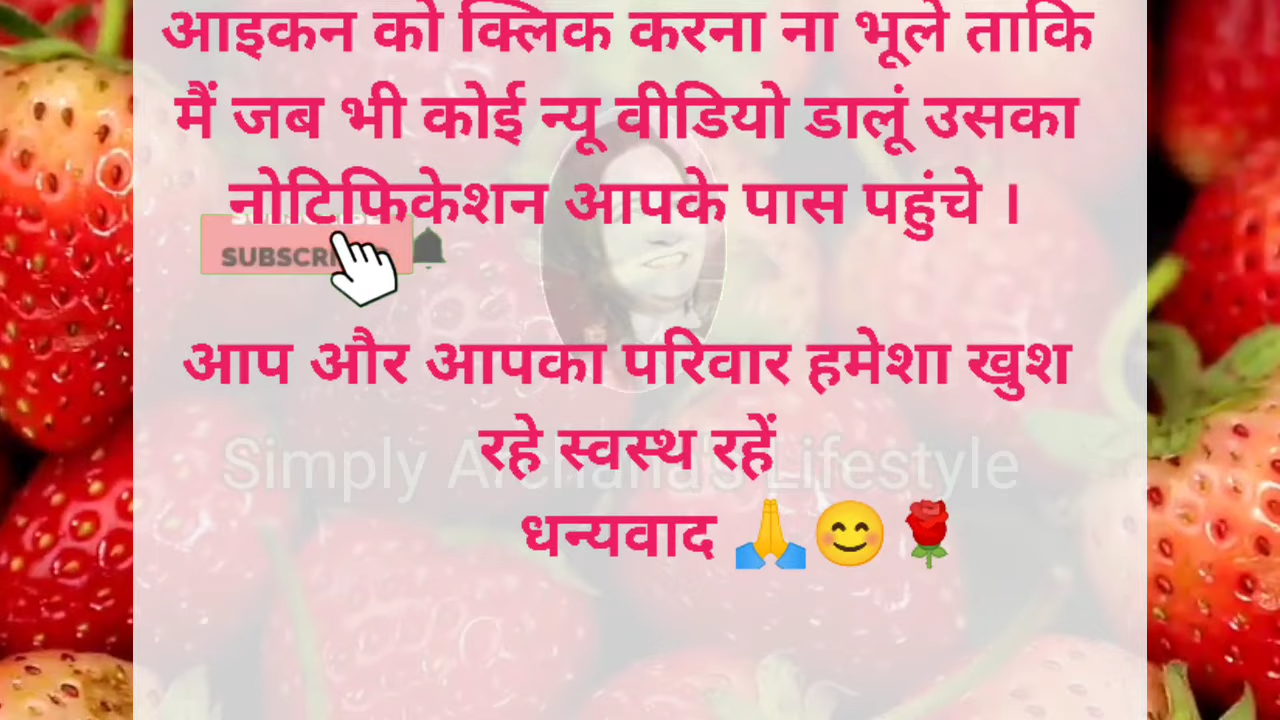 आइकन को क्लिक करना ना भूले ताकि
मैं जब भी कोई न्यू वीडियो डालूं उसका
नोटिफिकेशन आपके पास पहुंचे ।
SUBSCRI
आप और आपका परिवार हमेशा खुश
रहे स्वस्थ रहें
Simply Archana's Lifestyle
धन्यवाद 🙏😊🌹